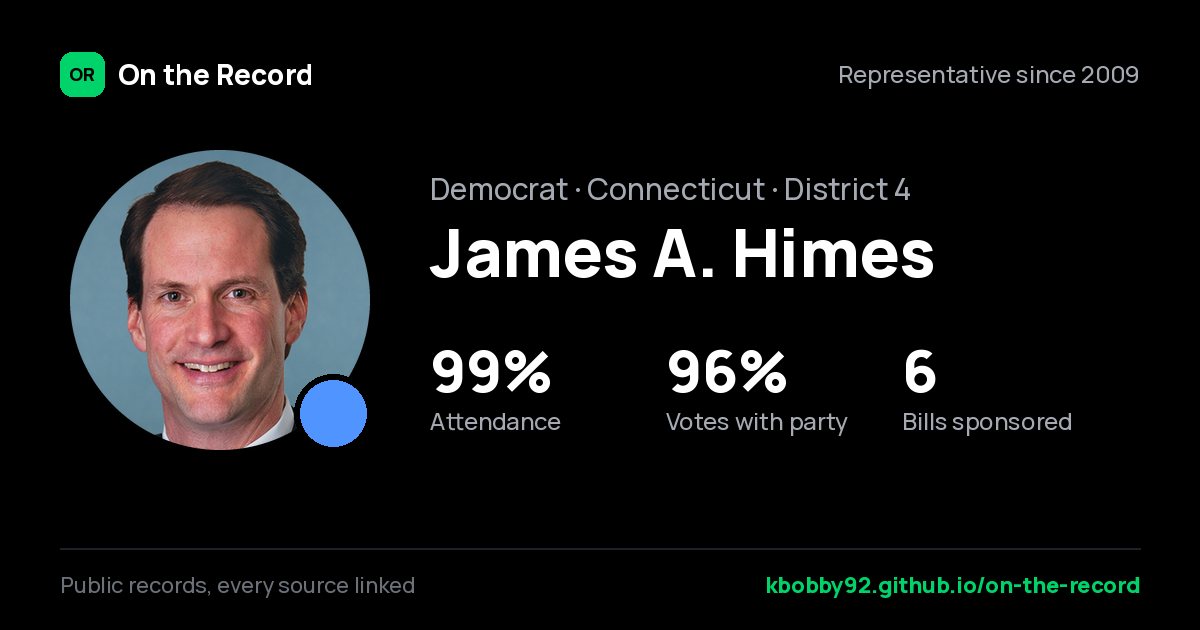 OR On the Record
Representative since 2009
Democrat · Connecticut · District 4
James A. Himes
99% 96% 6
Attendance Votes with party Bills sponsored
Public records, every source linked
kbobby92.github.io/on-the-record